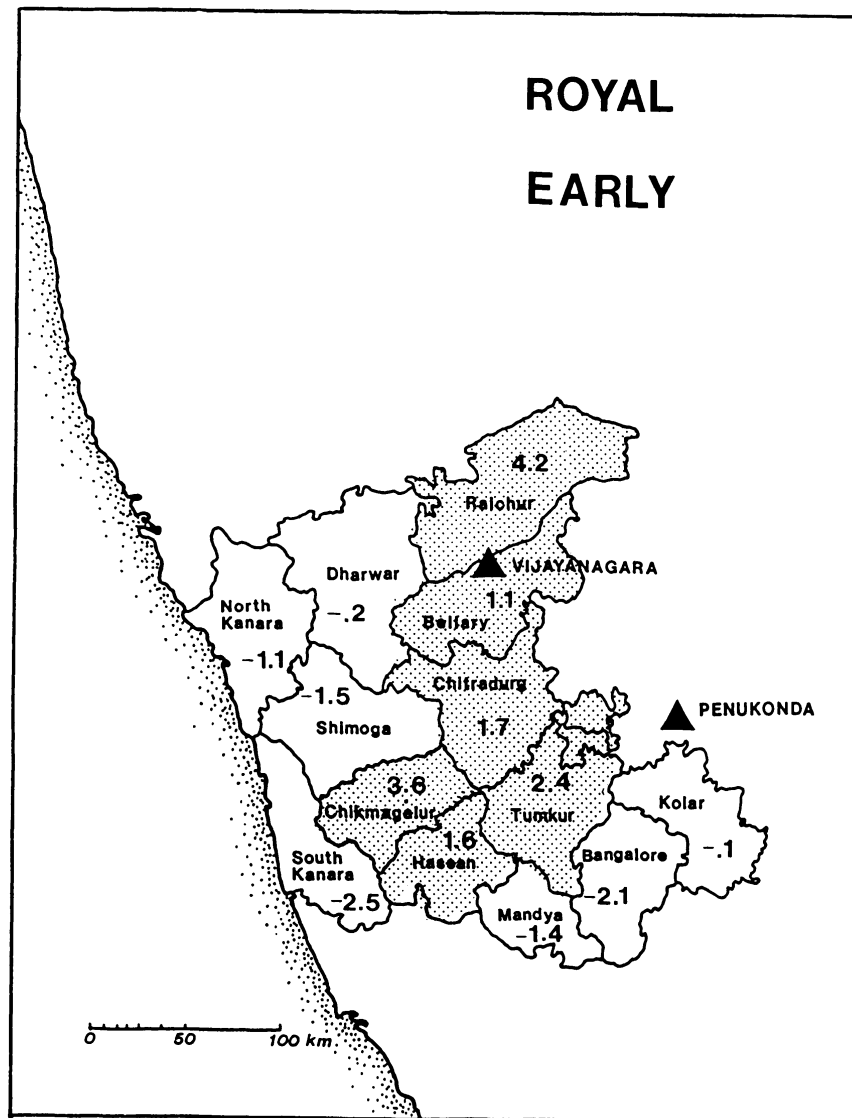 ROYAL
EARLY
4.2
Raichur
VIJAYANAGARA
Dharwar
1.1
North
Kanara
-.2
Bellary
-1.1
Chitradurg
-1.5
PENUKONDA
Shimoga
1.7
3.6
2.4
Kolar
Chikmagelur
Tumkur
1.6
South
Kanara
Hassan
Bangalore
-.1
-2.5
-2.1
Mandya
-1.4
0 50 100 km